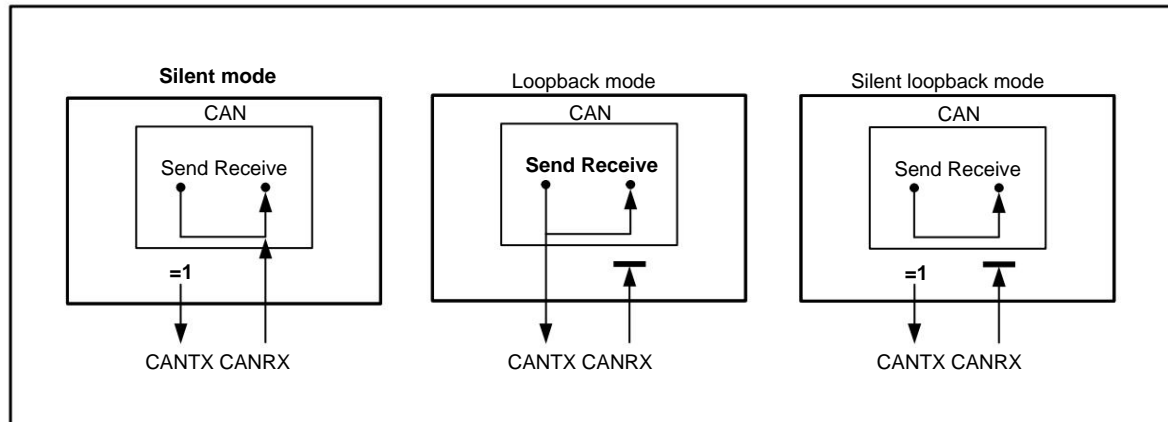 Silent mode
CAN
Send Receive
=1
CANTX CANRX
Loopback mode
CAN
Send Receive
CANTX CANRX
Silent loopback mode
CAN
Send Receive
=1
CANTX CANRX